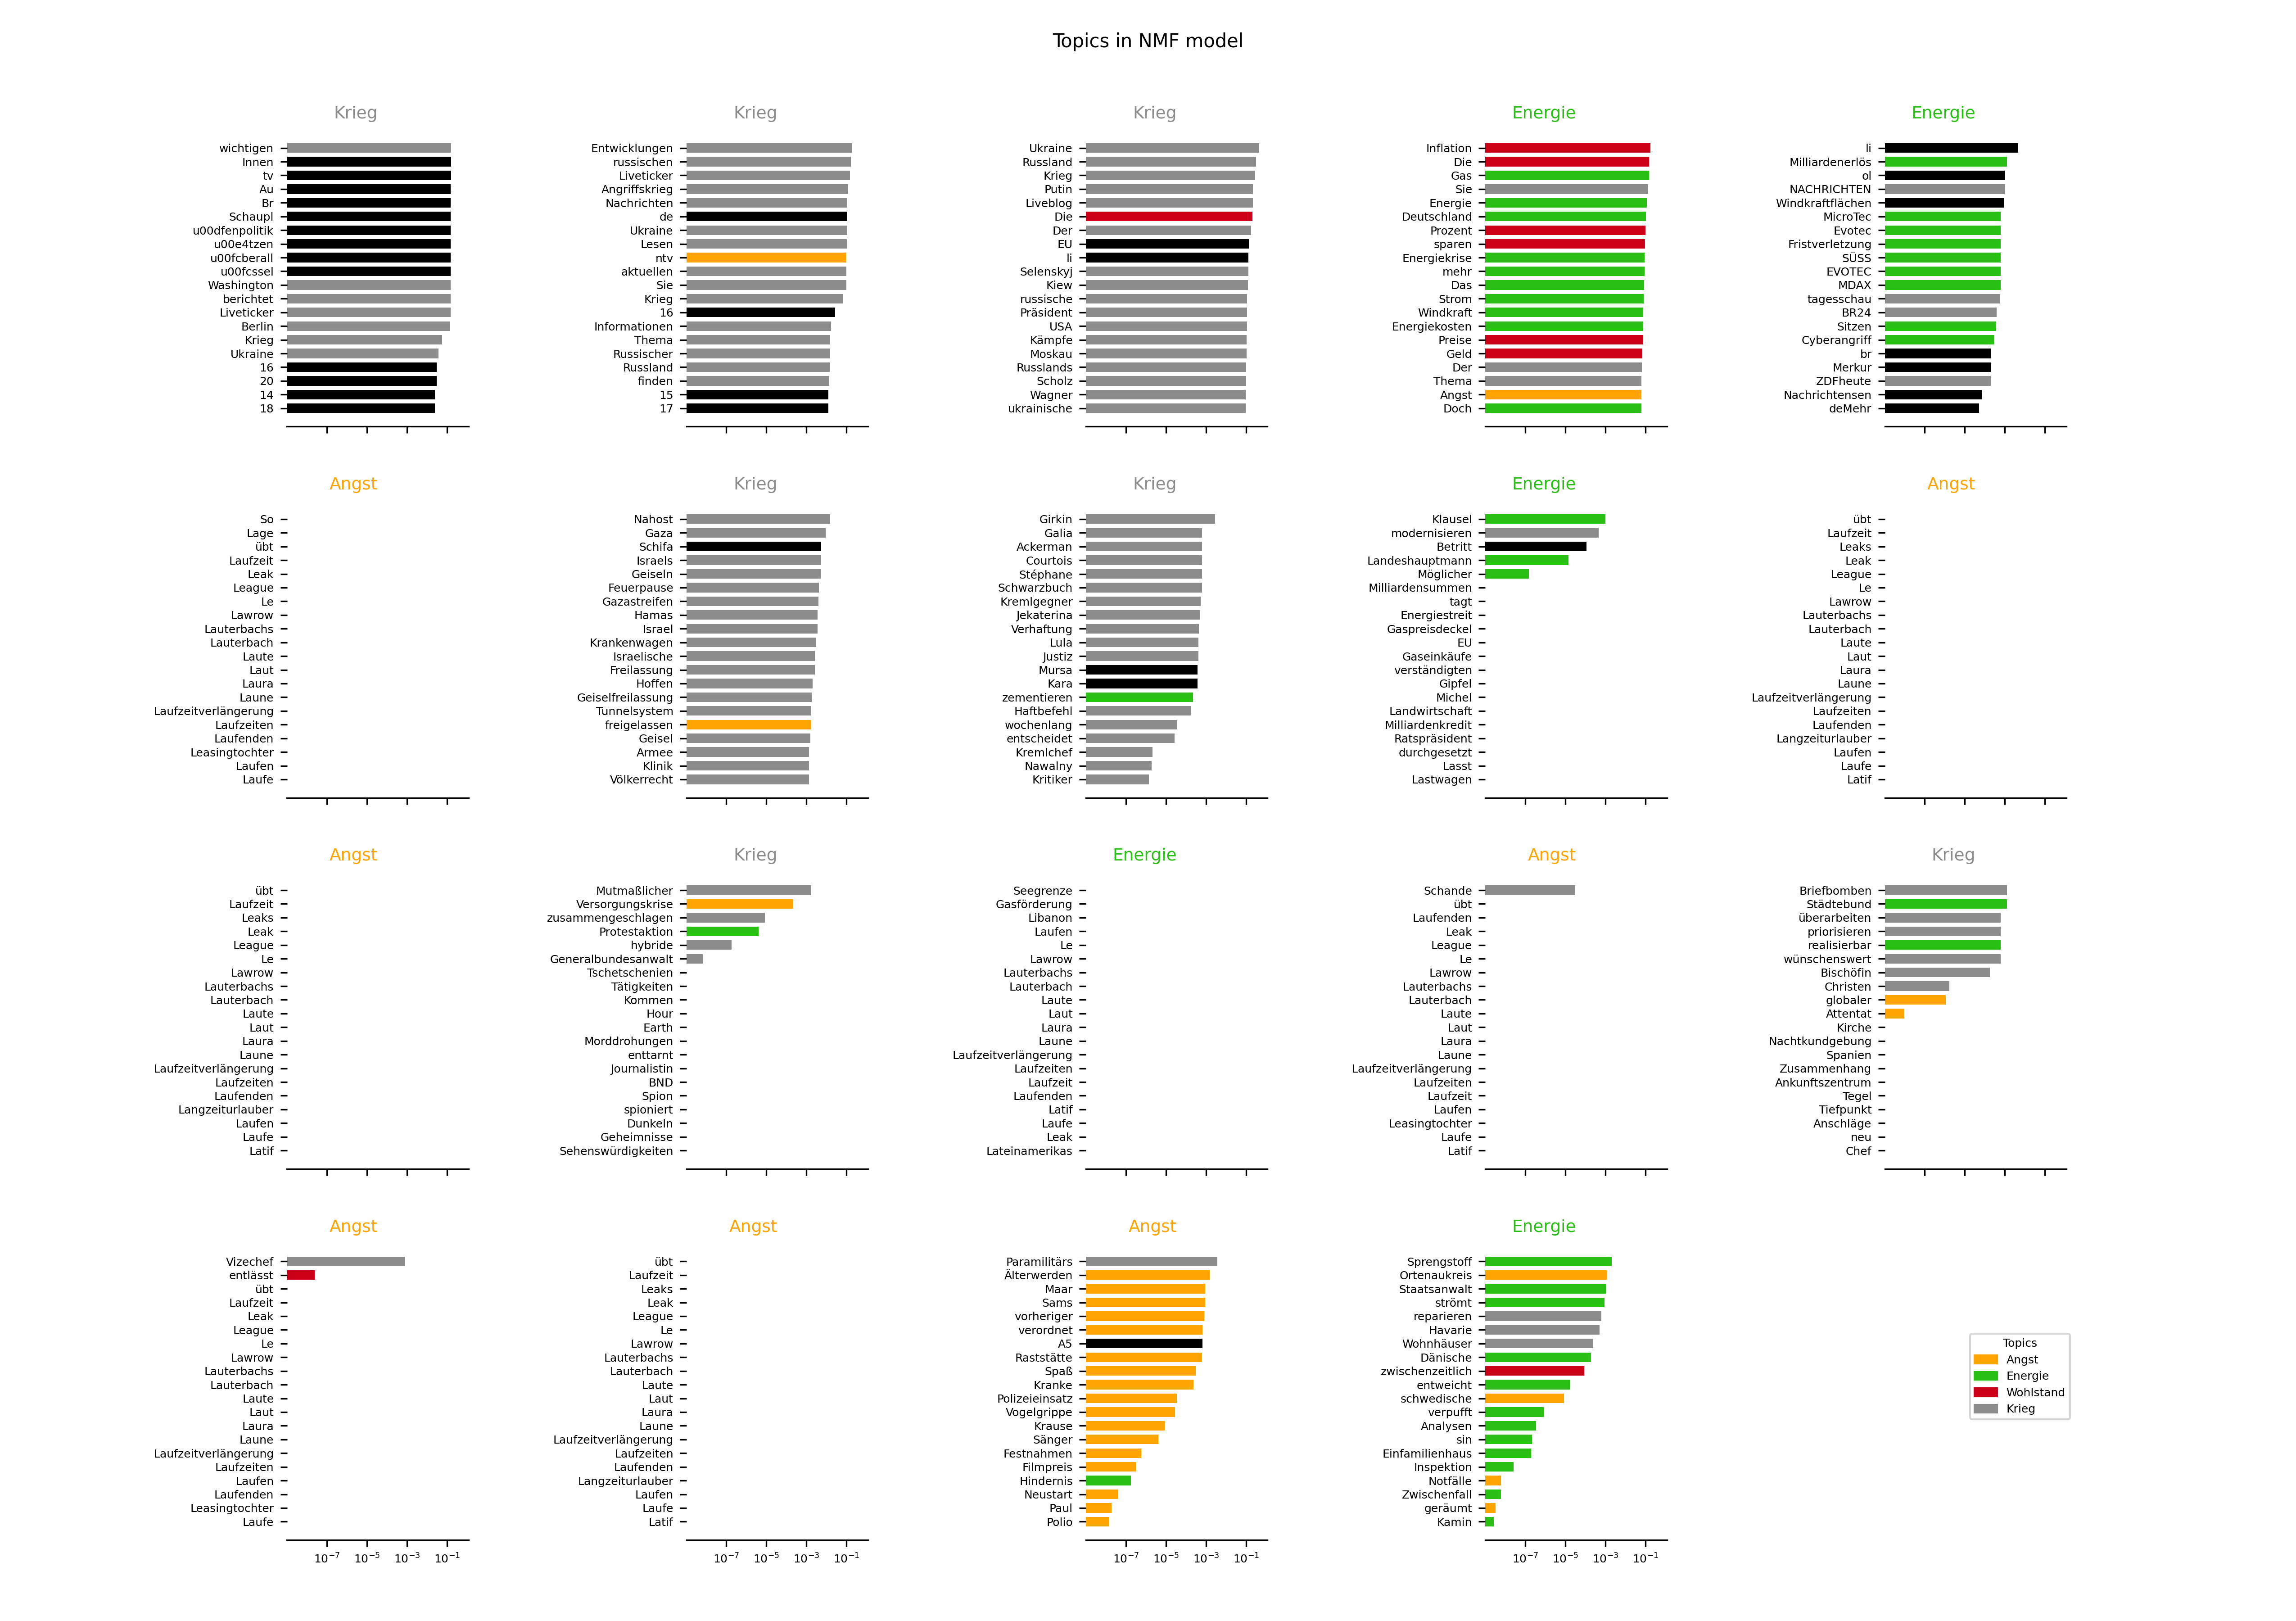 Topics in NMF model
Krieg
wichtigen
Innen
tv
Au
Br
Schaupl
u00dfenpolitik
u00e4tzen
u00fcberall
u00fcssel
Washington
berichtet
Liveticker
Berlin
Krieg
Ukraine
16
20
14
18
Krieg
Entwicklungen
russischen
Liveticker
Angriffskrieg
Nachrichten
de
Ukraine
Lesen
ntv
aktuellen
Sie
Krieg
16
Informationen
Thema
Russischer
Russland
finden
15
17
Krieg
Ukraine
Russland
Krieg
Putin
Liveblog
Die
Der
EU
li
Selenskyj
Kiew
russische
Präsident
USA
Kämpfe
Moskau
Russlands
Scholz
Wagner
ukrainische
Energie
Inflation
Die
Gas
Sie
Energie
Deutschland
Prozent
sparen
Energiekrise
mehr
Das
Strom
Windkraft
Energiekosten
Preise
Geld
Der
Thema
Angst
Doch
Energie
li
Milliardenerlös
ol
NACHRICHTEN
Windkraftflächen
MicroTec
Evotec
Fristverletzung
SÜSS
EVOTEC
MDAX
tagesschau
BR24
Sitzen
Cyberangriff
br
Merkur
ZDFheute
Nachrichtensen
deMehr
Angst
So
Lage
übt
Laufzeit
Leak
League
Le
Lawrow
Lauterbachs
Lauterbach
Laute
Laut
Laura
Laune
Laufzeitverlängerung
Laufzeiten
Laufenden
Leasingtochter
Laufen
Laufe
Krieg
Nahost
Gaza
Schifa
Israels
Geiseln
Feuerpause
Gazastreifen
Hamas
Israel
Krankenwagen
Israelische
Freilassung
Hoffen
Geiselfreilassung
Tunnelsystem
freigelassen
Geisel
Armee
Klinik
Völkerrecht
Krieg
Girkin
Galia
Ackerman
Courtois
Stéphane
Schwarzbuch
Kremlgegner
Jekaterina
Verhaftung
Lula
Justiz
Mursa
Kara
zementieren
Haftbefehl
wochenlang
entscheidet
Kremlchef
Nawalny
Kritiker
Energie
Klausel
modernisieren
Betritt
Landeshauptmann
Möglicher
Milliardensummen
tagt
Energiestreit
Gaspreisdeckel
EU
Gaseinkäufe
verständigten
Gipfel
Michel
Landwirtschaft
Milliardenkredit
Ratspräsident
durchgesetzt
Lasst
Lastwagen
Angst
übt
Laufzeit
Leaks
Leak
League
Le
Lawrow
Lauterbachs
Lauterbach
Laute
Laut
Laura
Laune
Laufzeitverlängerung
Laufzeiten
Laufenden
Langzeiturlauber
Laufen
Laufe
Latif
Angst
übt
Laufzeit
Leaks
Leak
League
Le
Lawrow
Lauterbachs
Lauterbach
Laute
Laut
Laura
Laune
Laufzeitverlängerung
Laufzeiten
Laufenden
Langzeiturlauber
Laufen
Laufe
Latif
Krieg
Mutmaßlicher
Versorgungskrise
zusammengeschlagen
Protestaktion
hybride
Generalbundesanwalt
Tschetschenien
Tätigkeiten
Kommen
Hour
Earth
Morddrohungen
enttarnt
Journalistin
BND
Spion
spioniert
Dunkeln
Geheimnisse
Sehenswürdigkeiten
Energie
Seegrenze
Gasförderung
Libanon
Laufen
Le
Lawrow
Lauterbachs
Lauterbach
Laute
Laut
Laura
Laune
Laufzeitverlängerung
Laufzeiten
Laufzeit
Laufenden
Latif
Laufe
Leak
Lateinamerikas
Angst
Schande
übt
Laufenden
Leak
League
Le
Lawrow
Lauterbachs
Lauterbach
Laute
Laut
Laura
Laune
Laufzeitverlängerung
Laufzeiten
Laufzeit
Laufen
Leasingtochter
Laufe
Latif
Krieg
Briefbomben
Städtebund
überarbeiten
priorisieren
realisierbar
wünschenswert
Bischöfin
Christen
globaler
Attentat
Kirche
Nachtkundgebung
Spanien
Zusammenhang
Ankunftszentrum
Tegel
Tiefpunkt
Anschläge
neu
Chef
Angst
Vizechef
entlässt
übt
Laufzeit
Leak
League
Le
Lawrow
Lauterbachs
Lauterbach
Laute
Laut
Laura
Laune
Laufzeitverlängerung
Laufzeiten
Laufen
Laufenden
Leasingtochter
Laufe
10⁻⁷ 10⁻⁵ 10⁻³ 10⁻¹
Angst
übt
Laufzeit
Leaks
Leak
League
Le
Lawrow
Lauterbachs
Lauterbach
Laute
Laut
Laura
Laune
Laufzeitverlängerung
Laufzeiten
Laufenden
Langzeiturlauber
Laufen
Laufe
Latif
10⁻⁷ 10⁻⁵ 10⁻³ 10⁻¹
Angst
Paramilitärs
Älterwerden
Maar
Sams
vorheriger
verordnet
A5
Raststätte
Spaß
Kranke
Polizeieinsatz
Vogelgrippe
Krause
Sänger
Festnahmen
Filmpreis
Hindernis
Neustart
Paul
Polio
10⁻⁷ 10⁻⁵ 10⁻³ 10⁻¹
Energie
Sprengstoff
Ortenaukreis
Staatsanwalt
strömt
reparieren
Havarie
Wohnhäuser
Dänische
zwischenzeitlich
entweicht
schwedische
verpufft
Analysen
sin
Einfamilienhaus
Inspektion
Notfälle
Zwischenfall
geräumt
Kamin
10⁻⁷ 10⁻⁵ 10⁻³ 10⁻¹
Topics
Angst
Energie
Wohlstand
Krieg